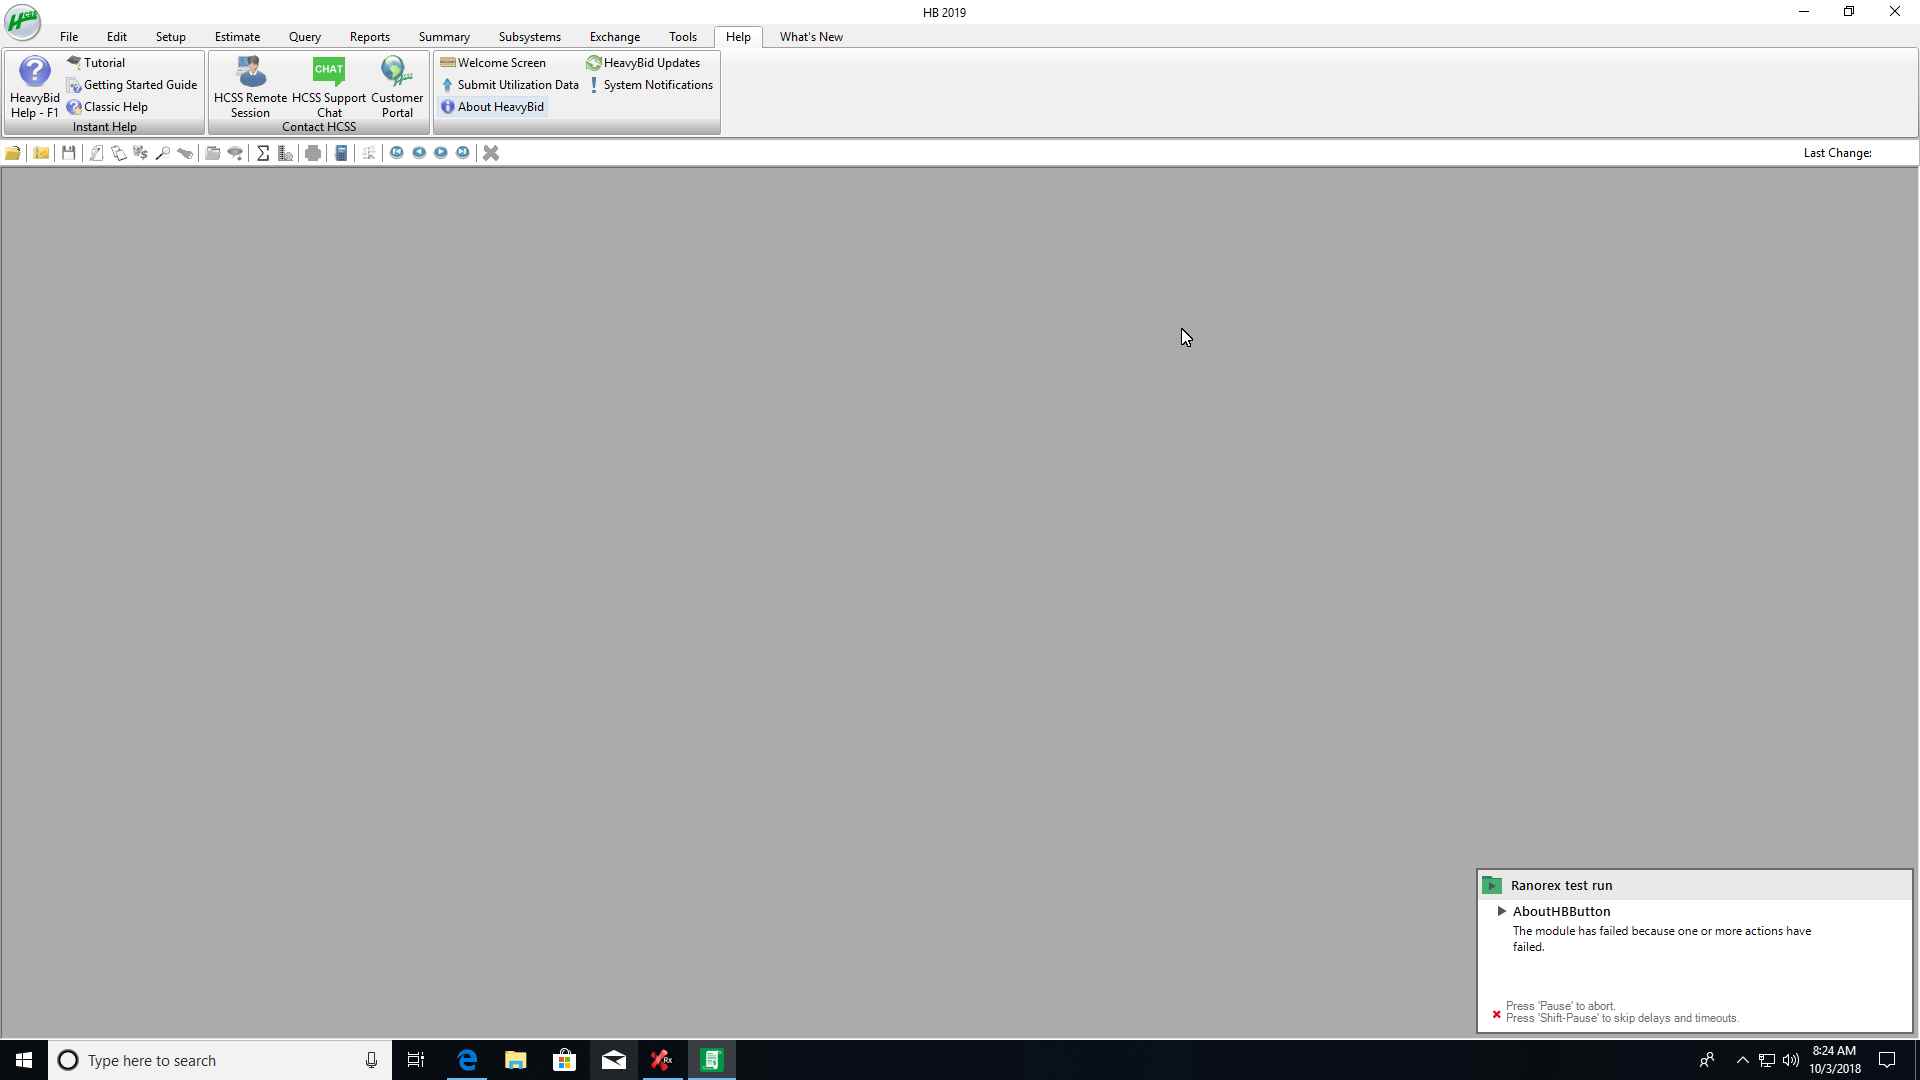 HB 2019
HCSS
File Edit Setup Estimate Query Reports Summary Subsystems Exchange Tools Help What's New
HeavyBid
Help - F1
Tutorial
Getting Started Guide
Classic Help
Instant Help
HCSS Remote
Session
CHAT
HCSS Support
Chat
Customer
Portal
Contact HCSS
Welcome Screen
Submit Utilization Data
About HeavyBid
HeavyBid Updates
System Notifications
Last Change:
Ranorex test run
AboutHBButton
The module has failed because one or more actions have
failed.
Press 'Pause' to abort.
Press 'Shift-Pause' to skip delays and timeouts.
Type here to search
Rx
8:24 AM
10/3/2018